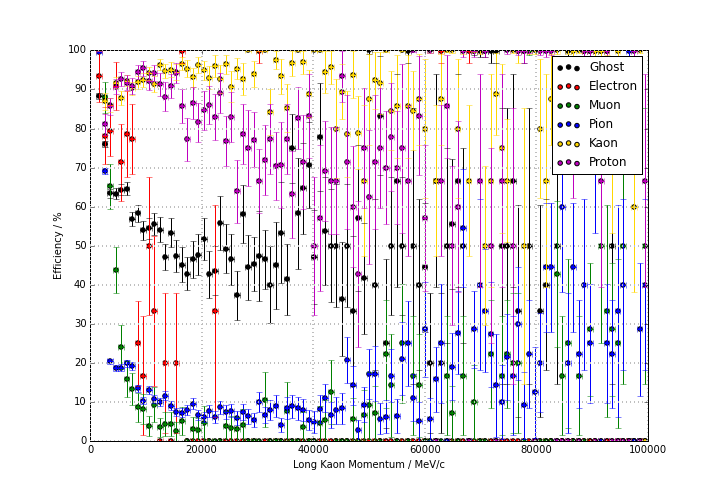 100
90
80
70
60
50
40
30
20
10
0
Efficiency / %
0 20000 40000 60000 80000 100000
Long Kaon Momentum / MeV/c
Ghost
Electron
Muon
Pion
Kaon
Proton